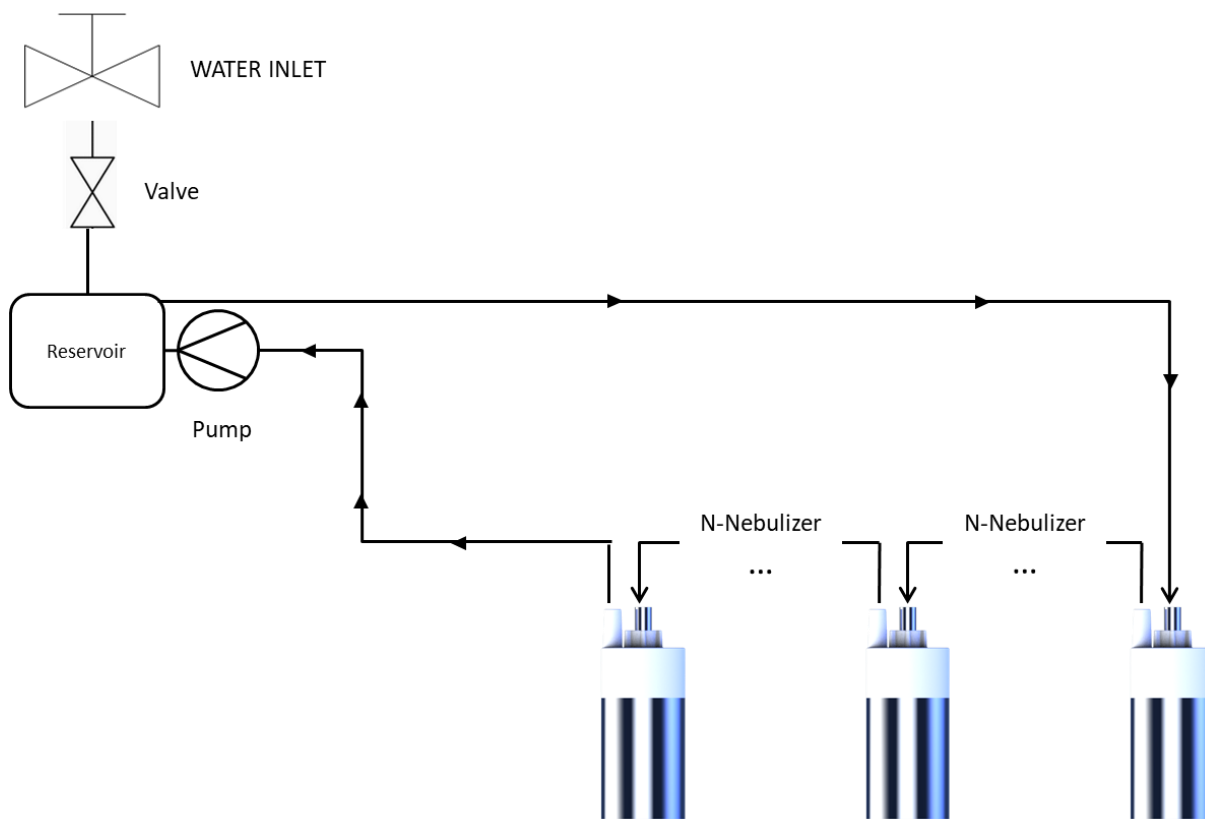 WATER INLET
Valve
Reservoir
Pump
N-Nebulizer
...
N-Nebulizer
...